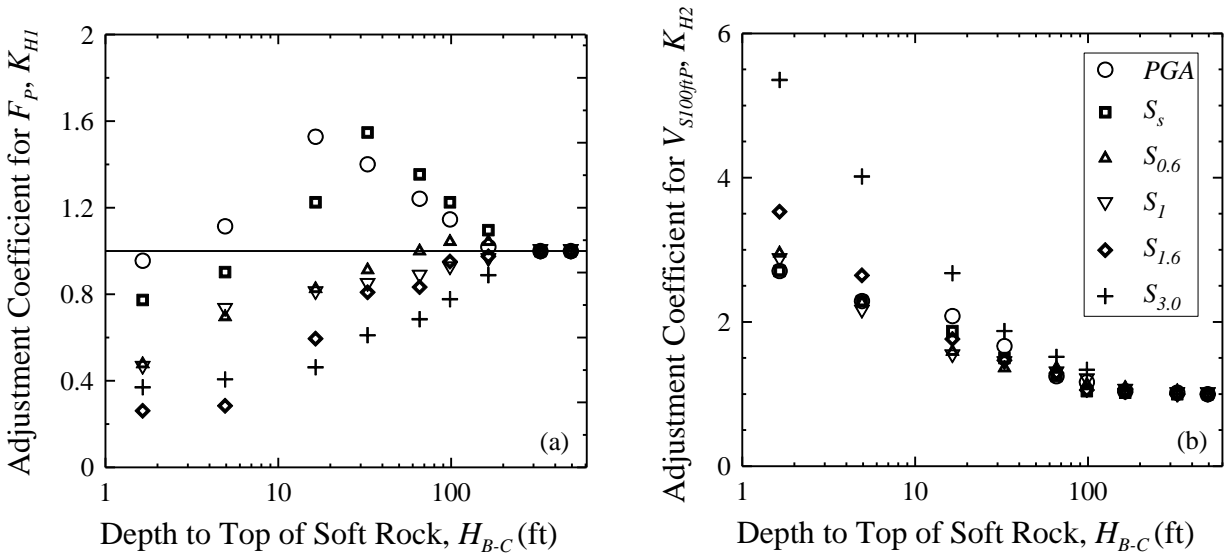 Adjustment Coefficient for F_P, K_H1
2
1.6
1.2
0.8
0.4
0
1
10
100
(a)
Depth to Top of Soft Rock, H_B-C (ft)
Adjustment Coefficient for V_S100ftP, K_H2
6
4
2
0
1
10
100
PGA
S_s
S_0.6
S_1
S_1.6
S_3.0
(b)
Depth to Top of Soft Rock, H_B-C (ft)